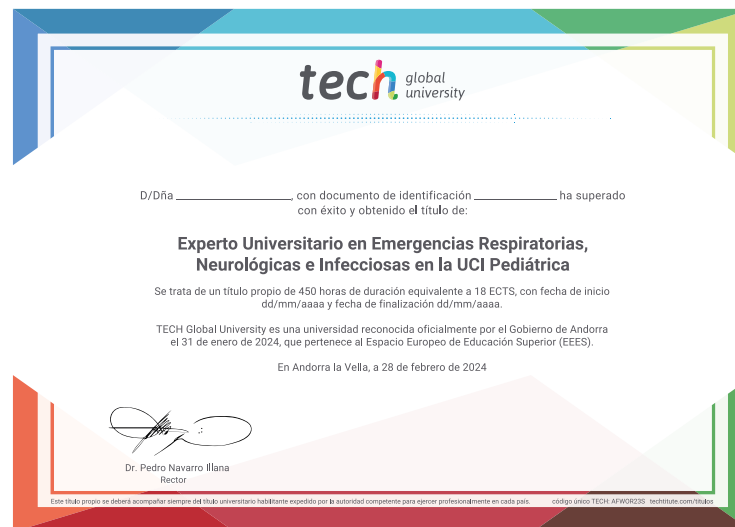 tech global university
D/Dña ____________, con documento de identificación ____________ ha superado
con éxito y obtenido el título de:
Experto Universitario en Emergencias Respiratorias,
Neurológicas e Infecciosas en la UCI Pediátrica
Se trata de un título propio de 450 horas de duración equivalente a 18 ECTS, con fecha de inicio
dd/mm/aaaa y fecha de finalización dd/mm/aaaa.
TECH Global University es una universidad reconocida oficialmente por el Gobierno de Andorra
el 31 de enero de 2024, que pertenece al Espacio Europeo de Educación Superior (EEES).
En Andorra la Vella, a 28 de febrero de 2024
Dr. Pedro Navarro Illana
Rector
Este título propio se deberá acompañar siempre del título universitario habilitante expedido por la autoridad competente para ejercer profesionalmente en cada país. código único TECH: AFWOR23S techtitute.com/titulos